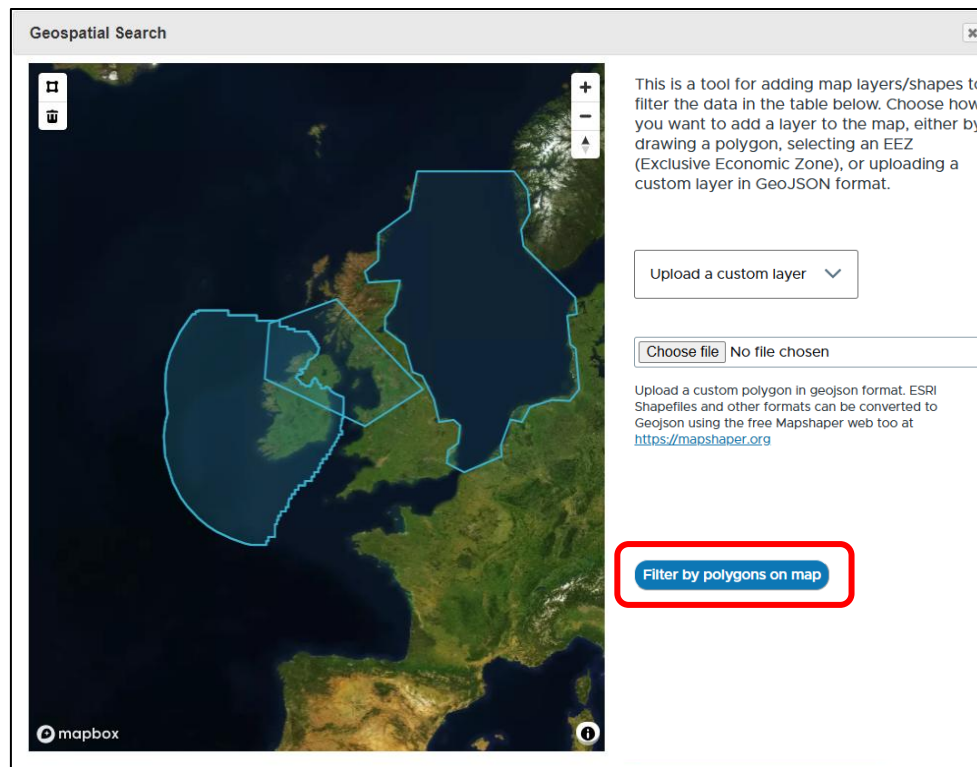 Geospatial Search
This is a tool for adding map layers/shapes to
filter the data in the table below. Choose how
you want to add a layer to the map, either by
drawing a polygon, selecting an EEZ
(Exclusive Economic Zone), or uploading a
custom layer in GeoJSON format.
Upload a custom layer
Choose file No file chosen
Upload a custom polygon in geojson format. ESRI
Shapefiles and other formats can be converted to
Geojson using the free Mapshaper web too at
https://mapshaper.org
Filter by polygons on map
mapbox